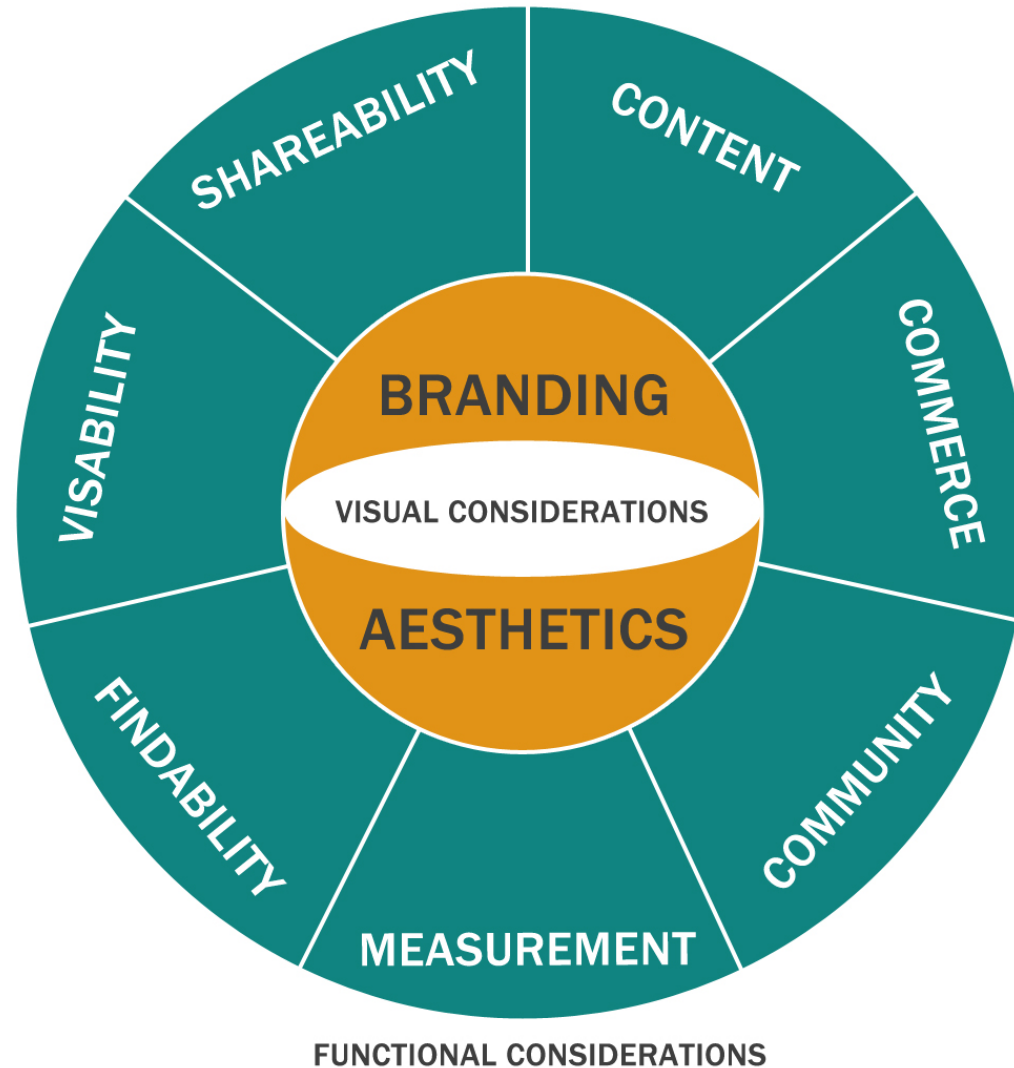 SHAREABILITY
CONTENT
COMMERCE
COMMUNITY
MEASUREMENT
FINDABILITY
VISABILITY
BRANDING
VISUAL CONSIDERATIONS
AESTHETICS
FUNCTIONAL CONSIDERATIONS